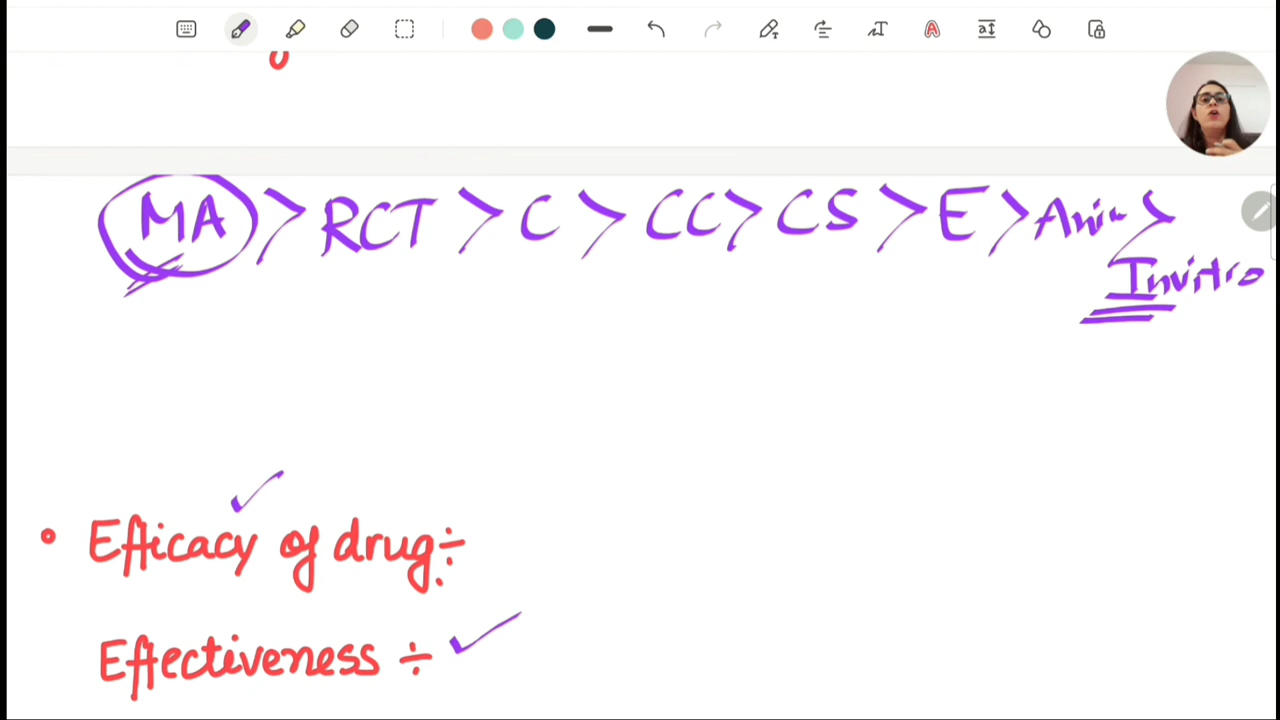 MA > RCT > C > CC > CS > E > Ani >
Invitro
• Efficacy of drug ÷
Effectiveness ÷